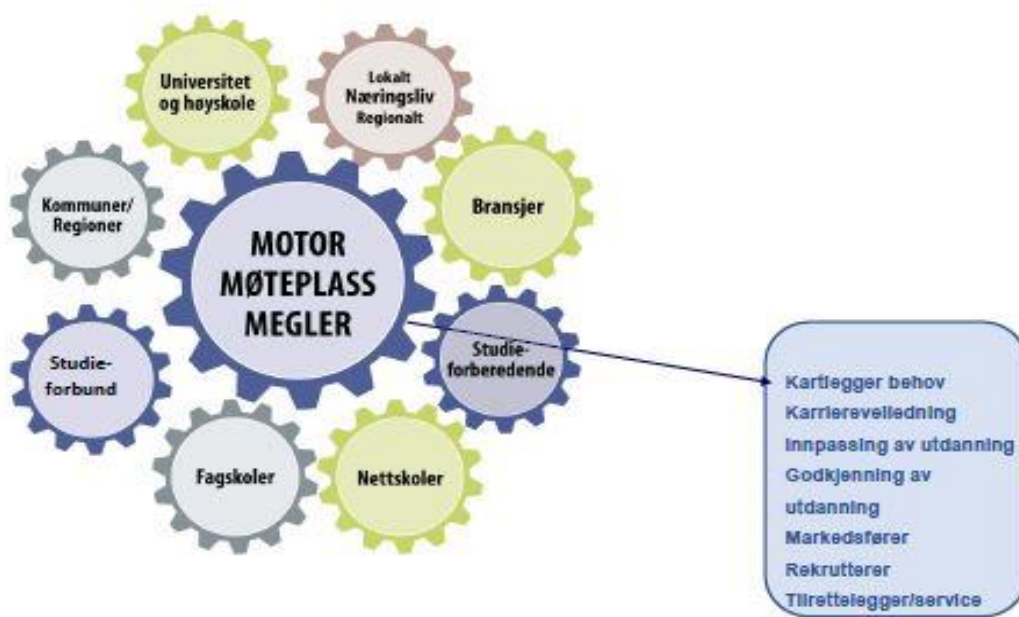 Universitet
og høyskole
Lokalt
Næringsliv
Regionalt
Kommuner/
Regioner
Bransjer
MOTOR
MØTEPLASS
MEGLER
Studie-
forbund
Studie-
forberedende
Fagskoler
Nettskoler
Kartlegger behov
Karriereveiledning
Innpassing av utdanning
Godkjenning av
utdanning
Markedsfører
Rekrutterer
Tilrettelegger/service